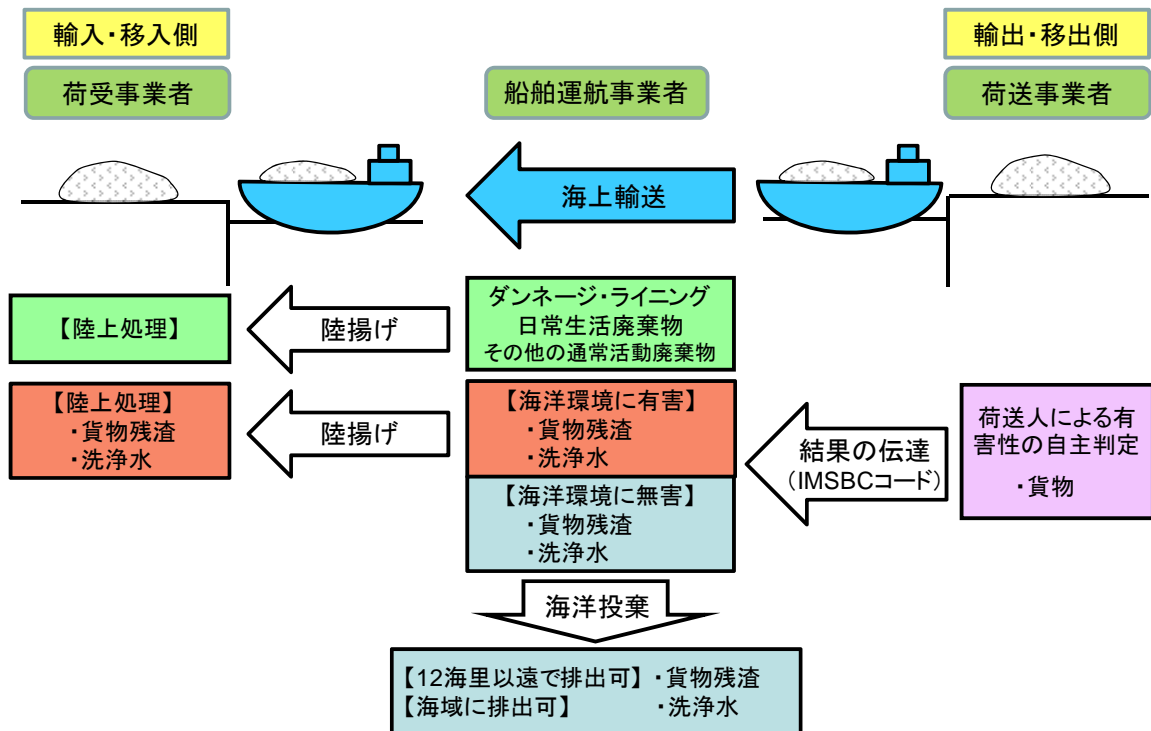 輸入・移入側
輸出・移出側
荷受事業者
船舶運航事業者
荷送事業者
海上輸送
【陸上処理】
陸揚げ
ダンネージ・ライニング
日常生活廃棄物
その他の通常活動廃棄物
【陸上処理】
・貨物残渣
・洗浄水
陸揚げ
【海洋環境に有害】
・貨物残渣
・洗浄水
結果の伝達
（IMSBCコード）
荷送人による有
害性の自主判定
・貨物
【海洋環境に無害】
・貨物残渣
・洗浄水
海洋投棄
【12海里以遠で排出可】・貨物残渣
【海域に排出可】 ・洗浄水